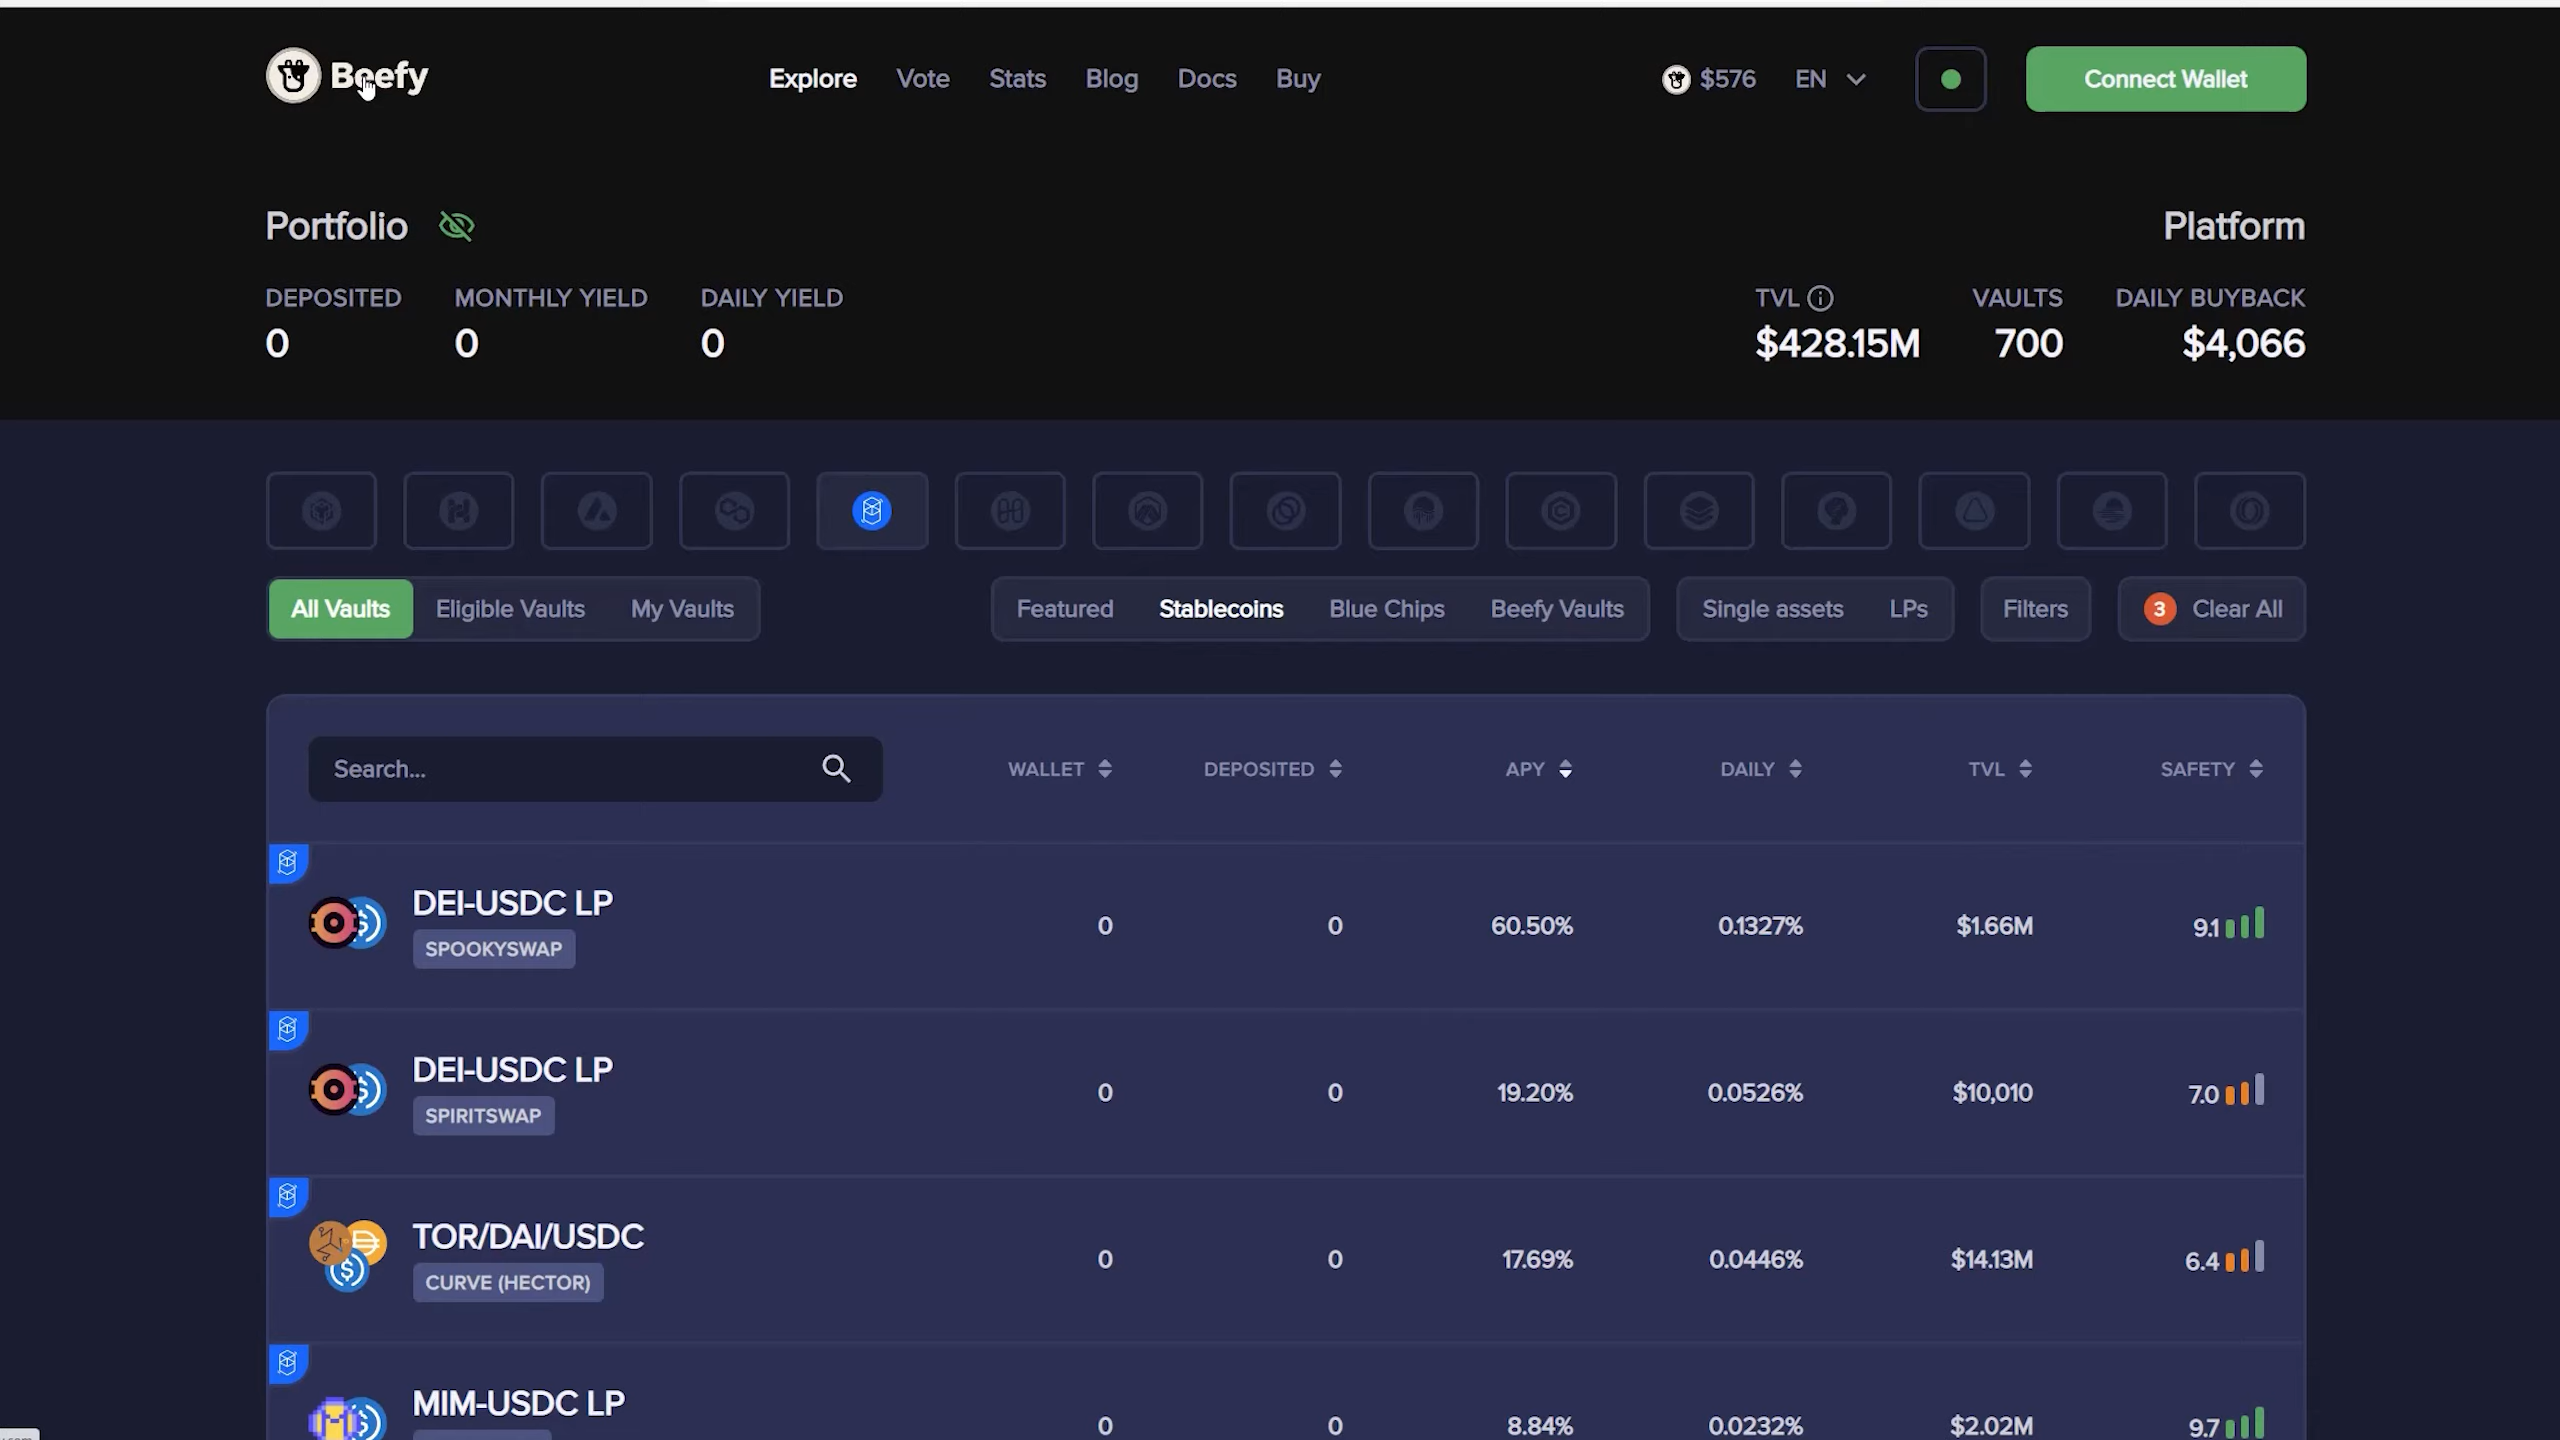 Beefy
Explore Vote Stats Blog Docs Buy
$576 EN
Connect Wallet
Portfolio
Platform
DEPOSITED MONTHLY YIELD DAILY YIELD
0 0 0
TVL VAULTS DAILY BUYBACK
$428.15M 700 $4,066
All Vaults Eligible Vaults My Vaults
Featured Stablecoins Blue Chips Beefy Vaults
Single assets LPs
Filters
3 Clear All
Search...
WALLET DEPOSITED APY DAILY TVL SAFETY
DEI-USDC LP
SPOOKYSWAP
0 0 60.50% 0.1327% $1.66M 9.1
DEI-USDC LP
SPIRITSWAP
0 0 19.20% 0.0526% $10,010 7.0
TOR/DAI/USDC
CURVE (HECTOR)
0 0 17.69% 0.0446% $14.13M 6.4
MIM-USDC LP
0 0 8.84% 0.0232% $2.02M 9.7